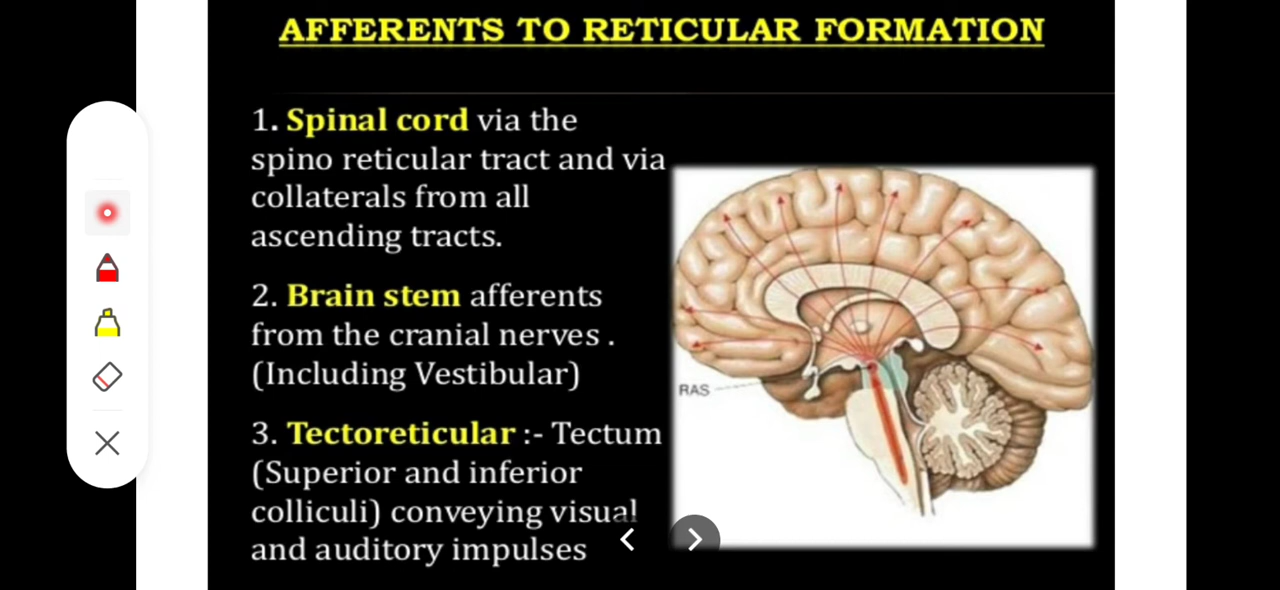 AFFERENTS TO RETICULAR FORMATION
1. Spinal cord via the
spino reticular tract and via
collaterals from all
ascending tracts.
2. Brain stem afferents
from the cranial nerves .
(Including Vestibular)
3. Tectoreticular :- Tectum
(Superior and inferior
colliculi) conveying visual
and auditory impulses
RAS